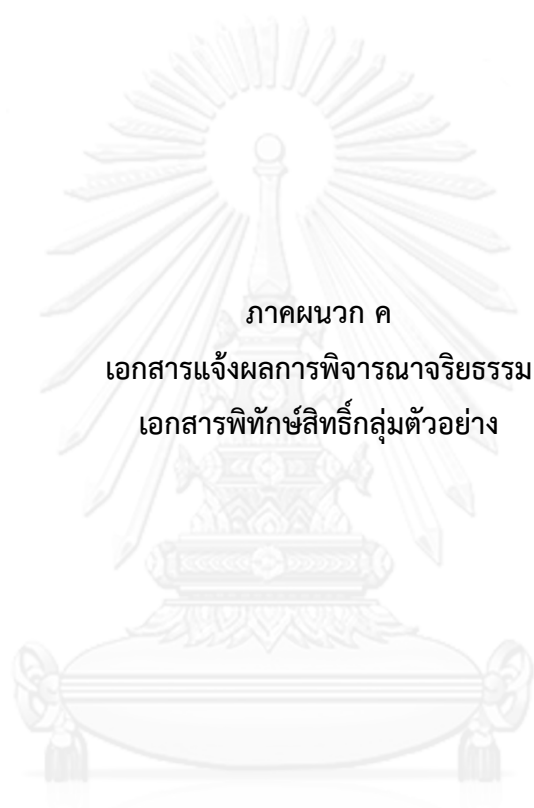 ภาคผนวก ค
เอกสารแจ้งผลการพิจารณาจริยธรรม
เอกสารพิทักษ์สิทธิ์กลุ่มตัวอย่าง